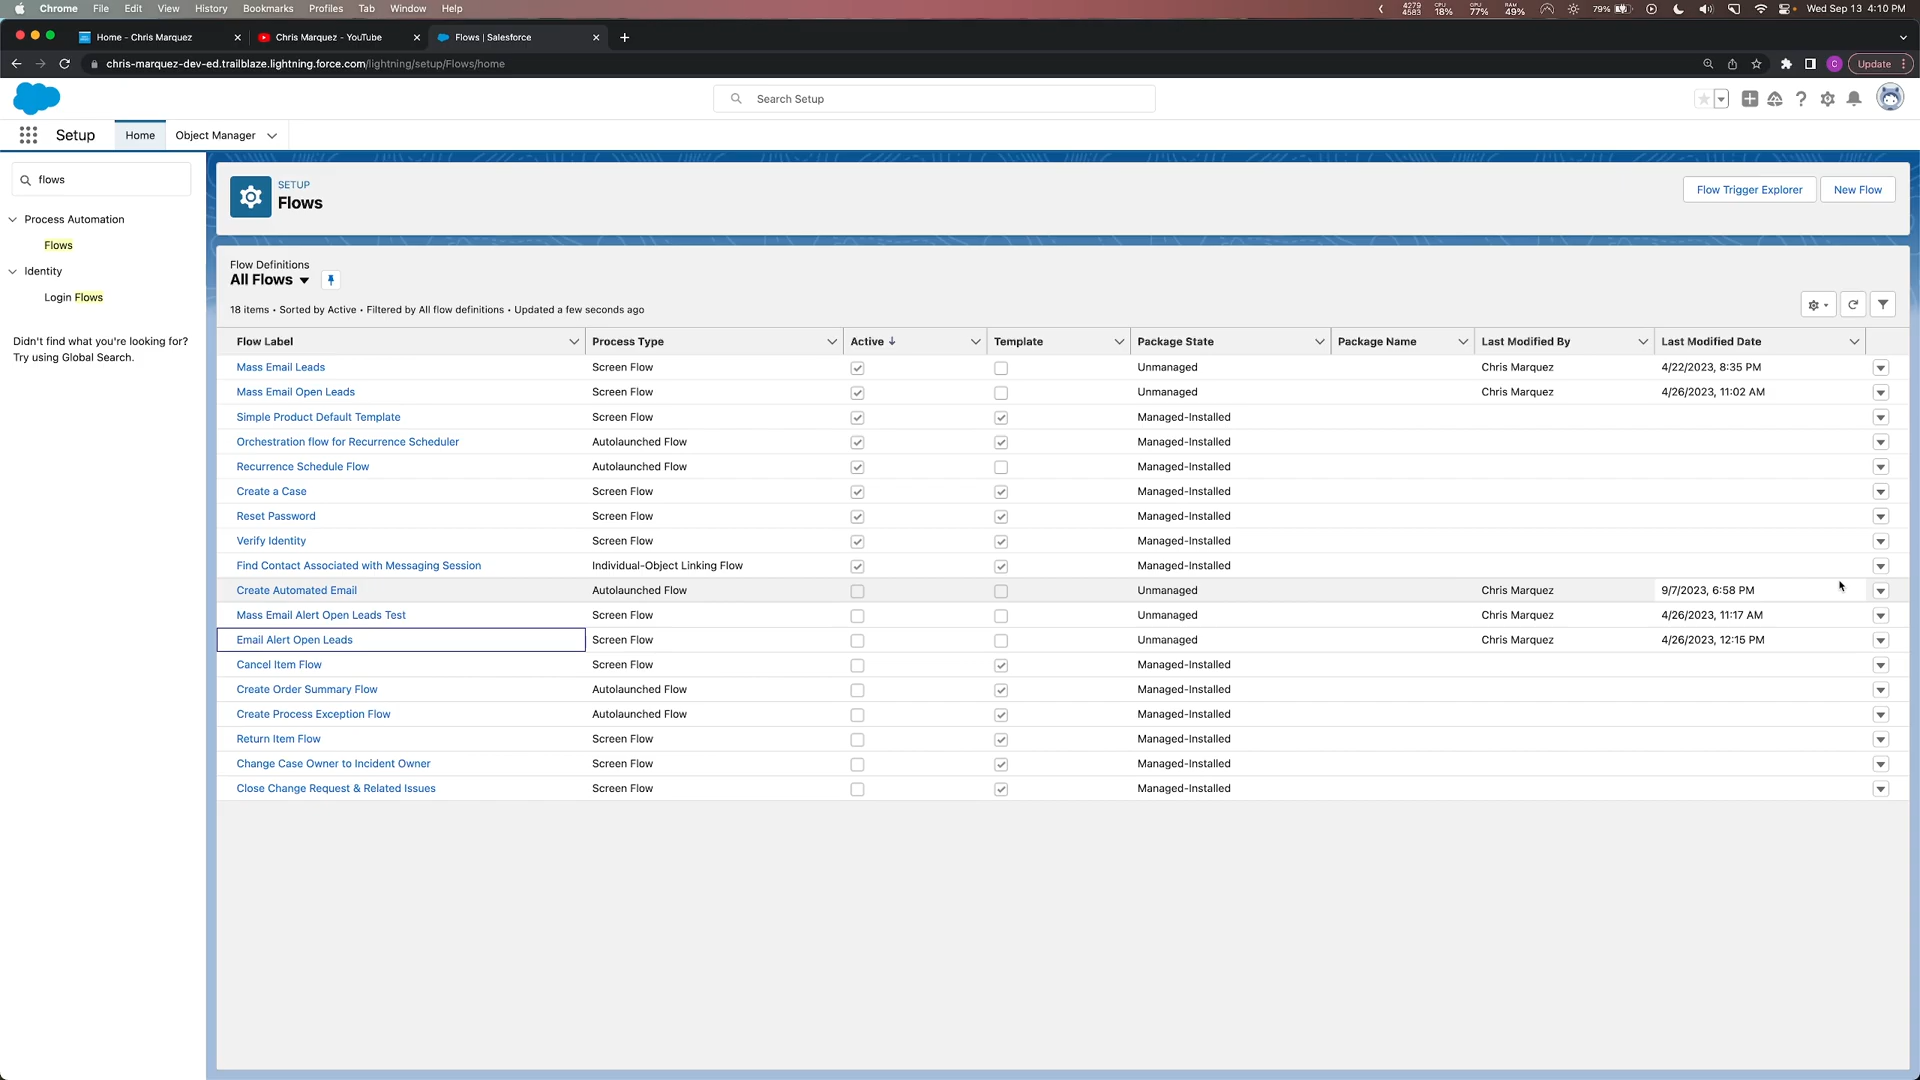 Chrome File Edit View History Bookmarks Profiles Tab Window Help
4279 4583 CPU 18% GPU 77% RAM 49% 79% Wed Sep 13 4:10 PM
Home - Chris Marquez
Chris Marquez - YouTube
Flows | Salesforce
chris-marquez-dev-ed.trailblaze.lightning.force.com/lightning/setup/Flows/home
C
Update
Search Setup
Setup
Home
Object Manager
flows
Process Automation
Flows
Identity
Login Flows
Didn't find what you're looking for?
Try using Global Search.
SETUP
Flows
Flow Trigger Explorer
New Flow
Flow Definitions
All Flows
18 items • Sorted by Active • Filtered by All flow definitions • Updated a few seconds ago
Flow Label Process Type Active Template Package State Package Name Last Modified By Last Modified Date
Mass Email Leads Screen Flow Unmanaged Chris Marquez 4/22/2023, 8:35 PM
Mass Email Open Leads Screen Flow Unmanaged Chris Marquez 4/26/2023, 11:02 AM
Simple Product Default Template Screen Flow Managed-Installed
Orchestration flow for Recurrence Scheduler Autolaunched Flow Managed-Installed
Recurrence Schedule Flow Autolaunched Flow Managed-Installed
Create a Case Screen Flow Managed-Installed
Reset Password Screen Flow Managed-Installed
Verify Identity Screen Flow Managed-Installed
Find Contact Associated with Messaging Session Individual-Object Linking Flow Managed-Installed
Create Automated Email Autolaunched Flow Unmanaged Chris Marquez 9/7/2023, 6:58 PM
Mass Email Alert Open Leads Test Screen Flow Unmanaged Chris Marquez 4/26/2023, 11:17 AM
Email Alert Open Leads Screen Flow Unmanaged Chris Marquez 4/26/2023, 12:15 PM
Cancel Item Flow Screen Flow Managed-Installed
Create Order Summary Flow Autolaunched Flow Managed-Installed
Create Process Exception Flow Autolaunched Flow Managed-Installed
Return Item Flow Screen Flow Managed-Installed
Change Case Owner to Incident Owner Screen Flow Managed-Installed
Close Change Request & Related Issues Screen Flow Managed-Installed